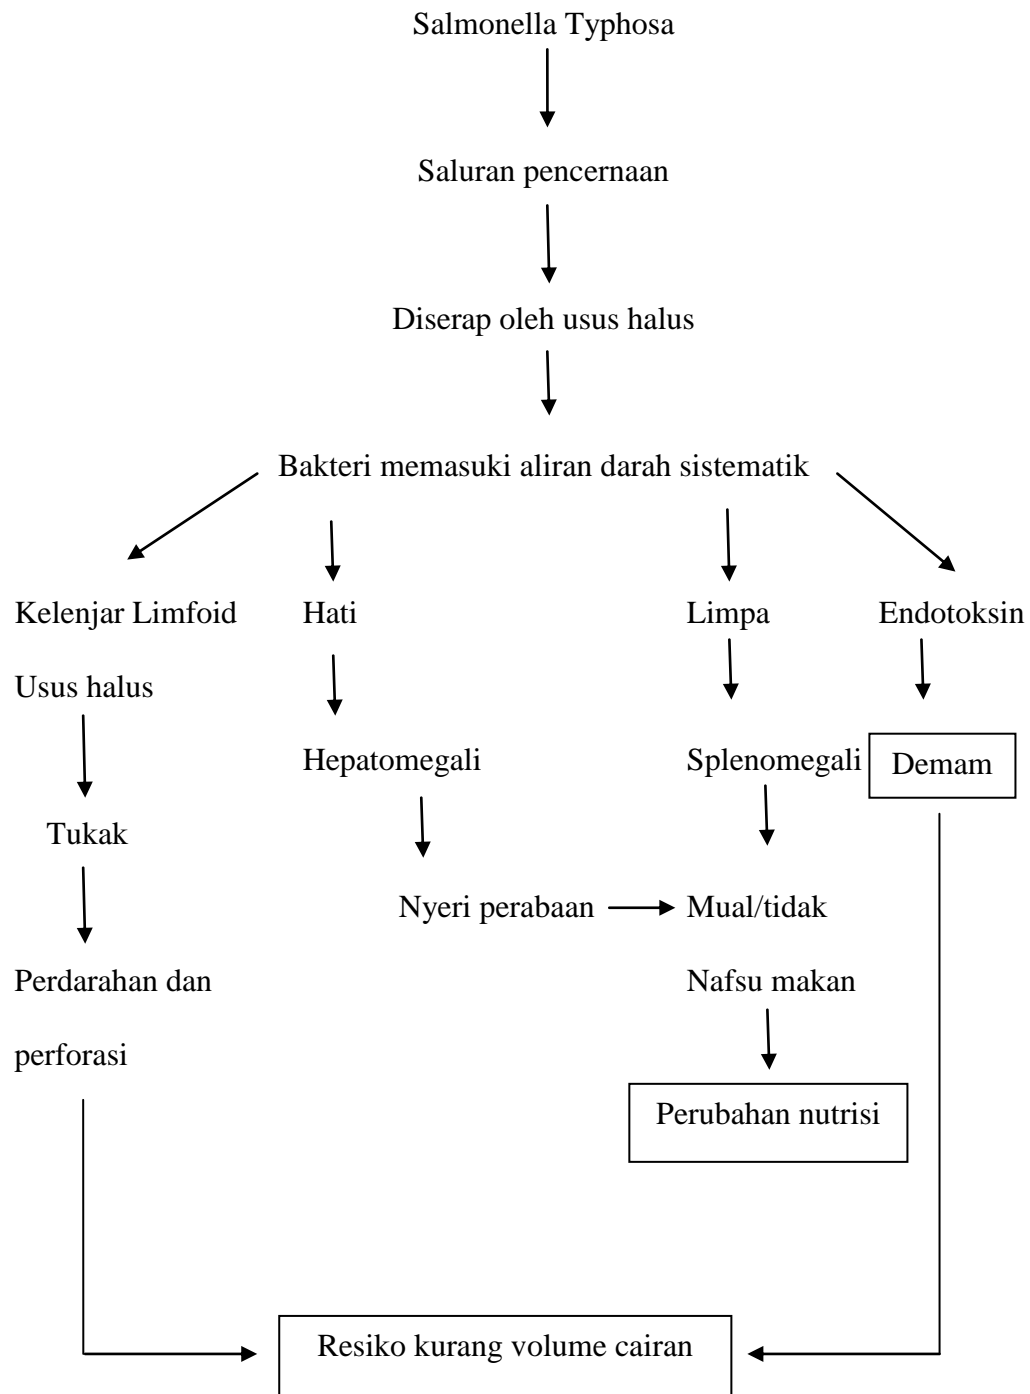 Salmonella Typhosa
Saluran pencernaan
Diserap oleh usus halus
Bakteri memasuki aliran darah sistematik
Kelenjar Limfoid
Usus halus
Hati
Limpa
Endotoksin
Hepatomegali
Splenomegali
Demam
Tukak
Nyeri perabaan
Mual/tidak
Nafsu makan
Perdarahan dan
perforasi
Perubahan nutrisi
Resiko kurang volume cairan